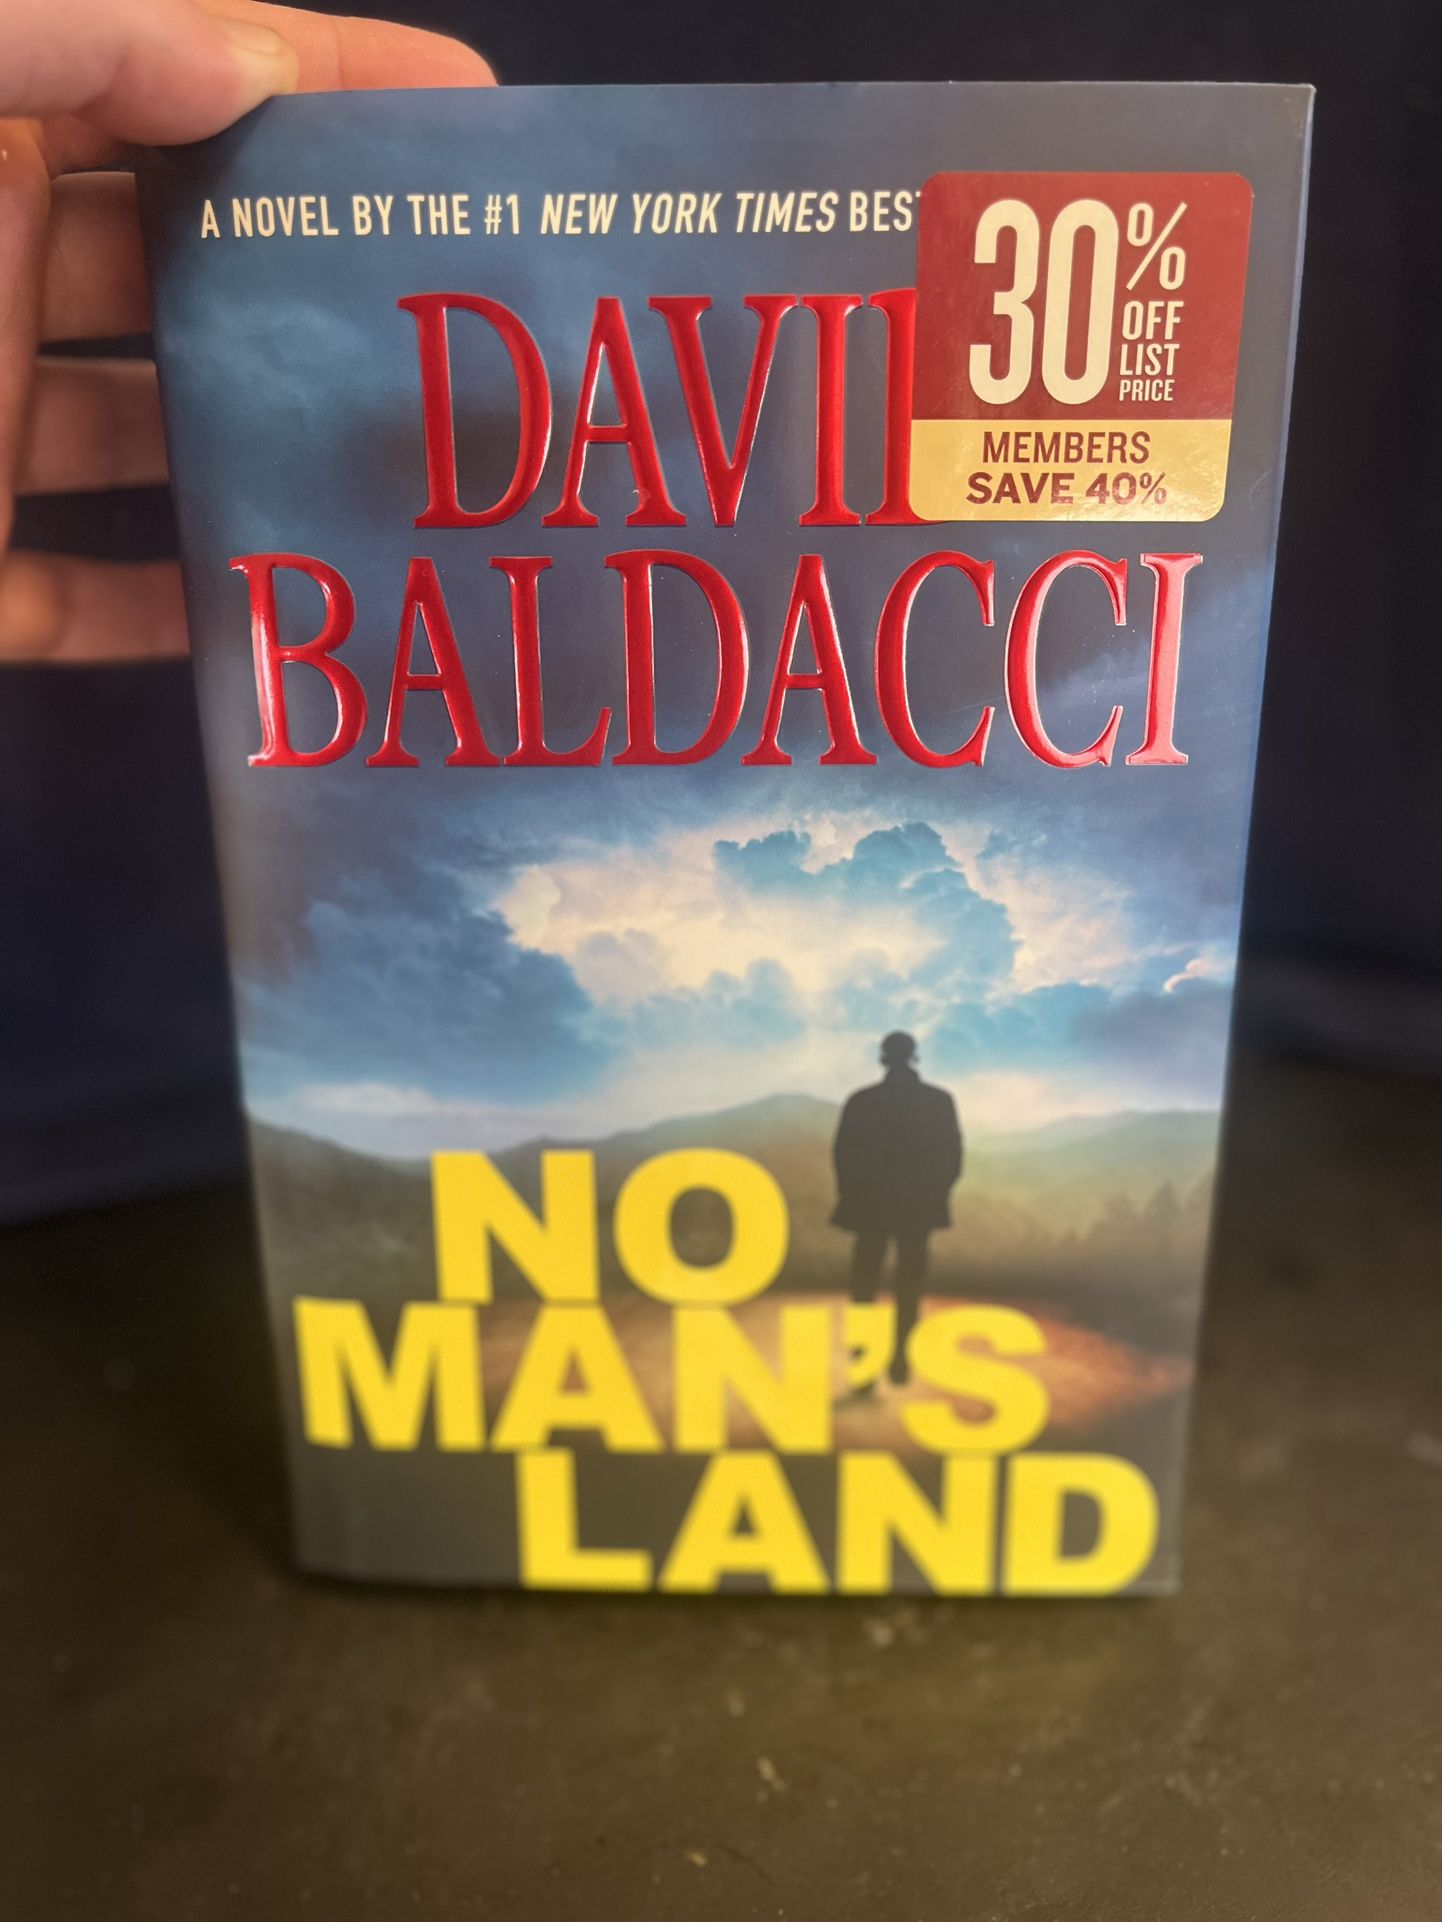 A NOVEL BY THE #1 NEW YORK TIMES BEST
DAVID
BALDACCI
30%
OFF
LIST
PRICE
MEMBERS
SAVE 40%
NO
MAN'S
LAND